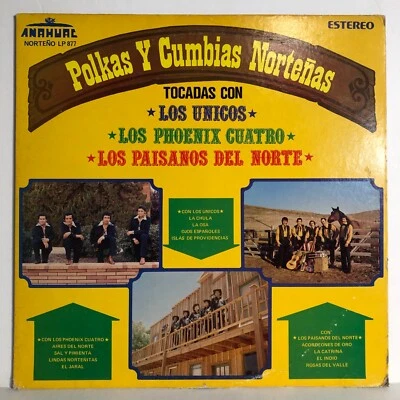 ANAHUAC
NORTEÑO LP 877
ESTEREO
Polkas Y Cumbias Norteñas
TOCADAS CON
★ LOS UNICOS ★
★ LOS PHOENIX CUATRO ★
★ LOS PAISANOS DEL NORTE ★
• CON LOS UNICOS •
LA CHULA
LA OSA
OJOS ESPAÑOLES
ISLAS DE PROVIDENCIAS
• CON LOS PHOENIX CUATRO •
AIRES DEL NORTE
SAL Y PIMIENTA
LINDAS NORTEÑITAS
EL JARAL
CON
• LOS PAISANOS DEL NORTE •
ACORDEONES DE ORO
LA CATRINA
EL INDIO
ROSAS DEL VALLE